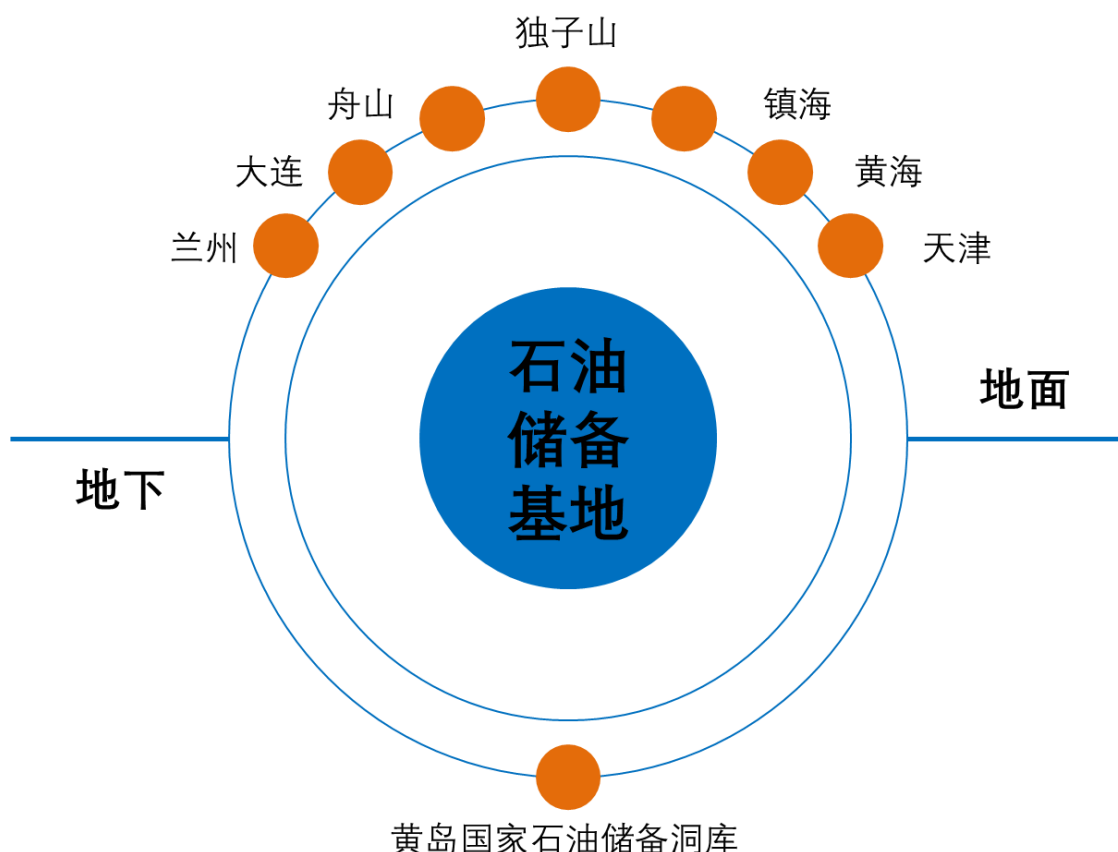 独子山
舟山
镇海
大连
黄海
兰州
天津
石油
储备
基地
地面
地下
黄岛国家石油储备洞库